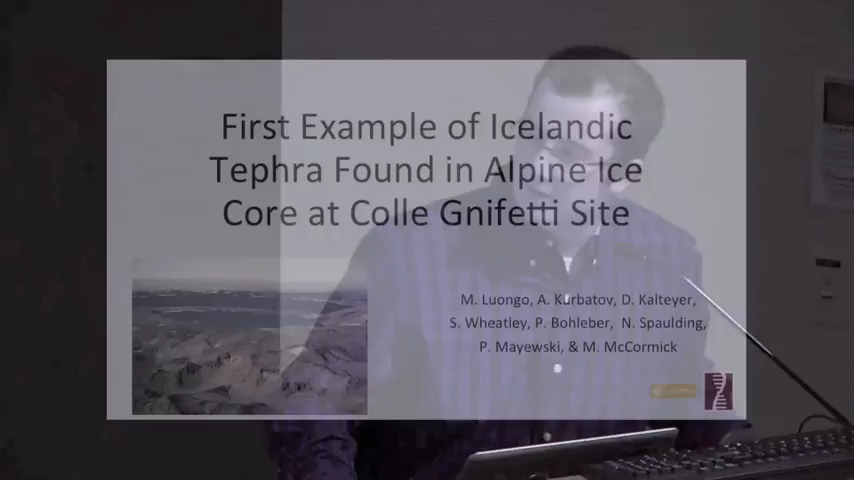 First Example of Icelandic
Tephra Found in Alpine Ice
Core at Colle Gnifetti Site
M. Luongo, A. Kurbatov, D. Kalteyer,
S. Wheatley, P. Bohleber, N. Spaulding,
P. Mayewski, & M. McCormick